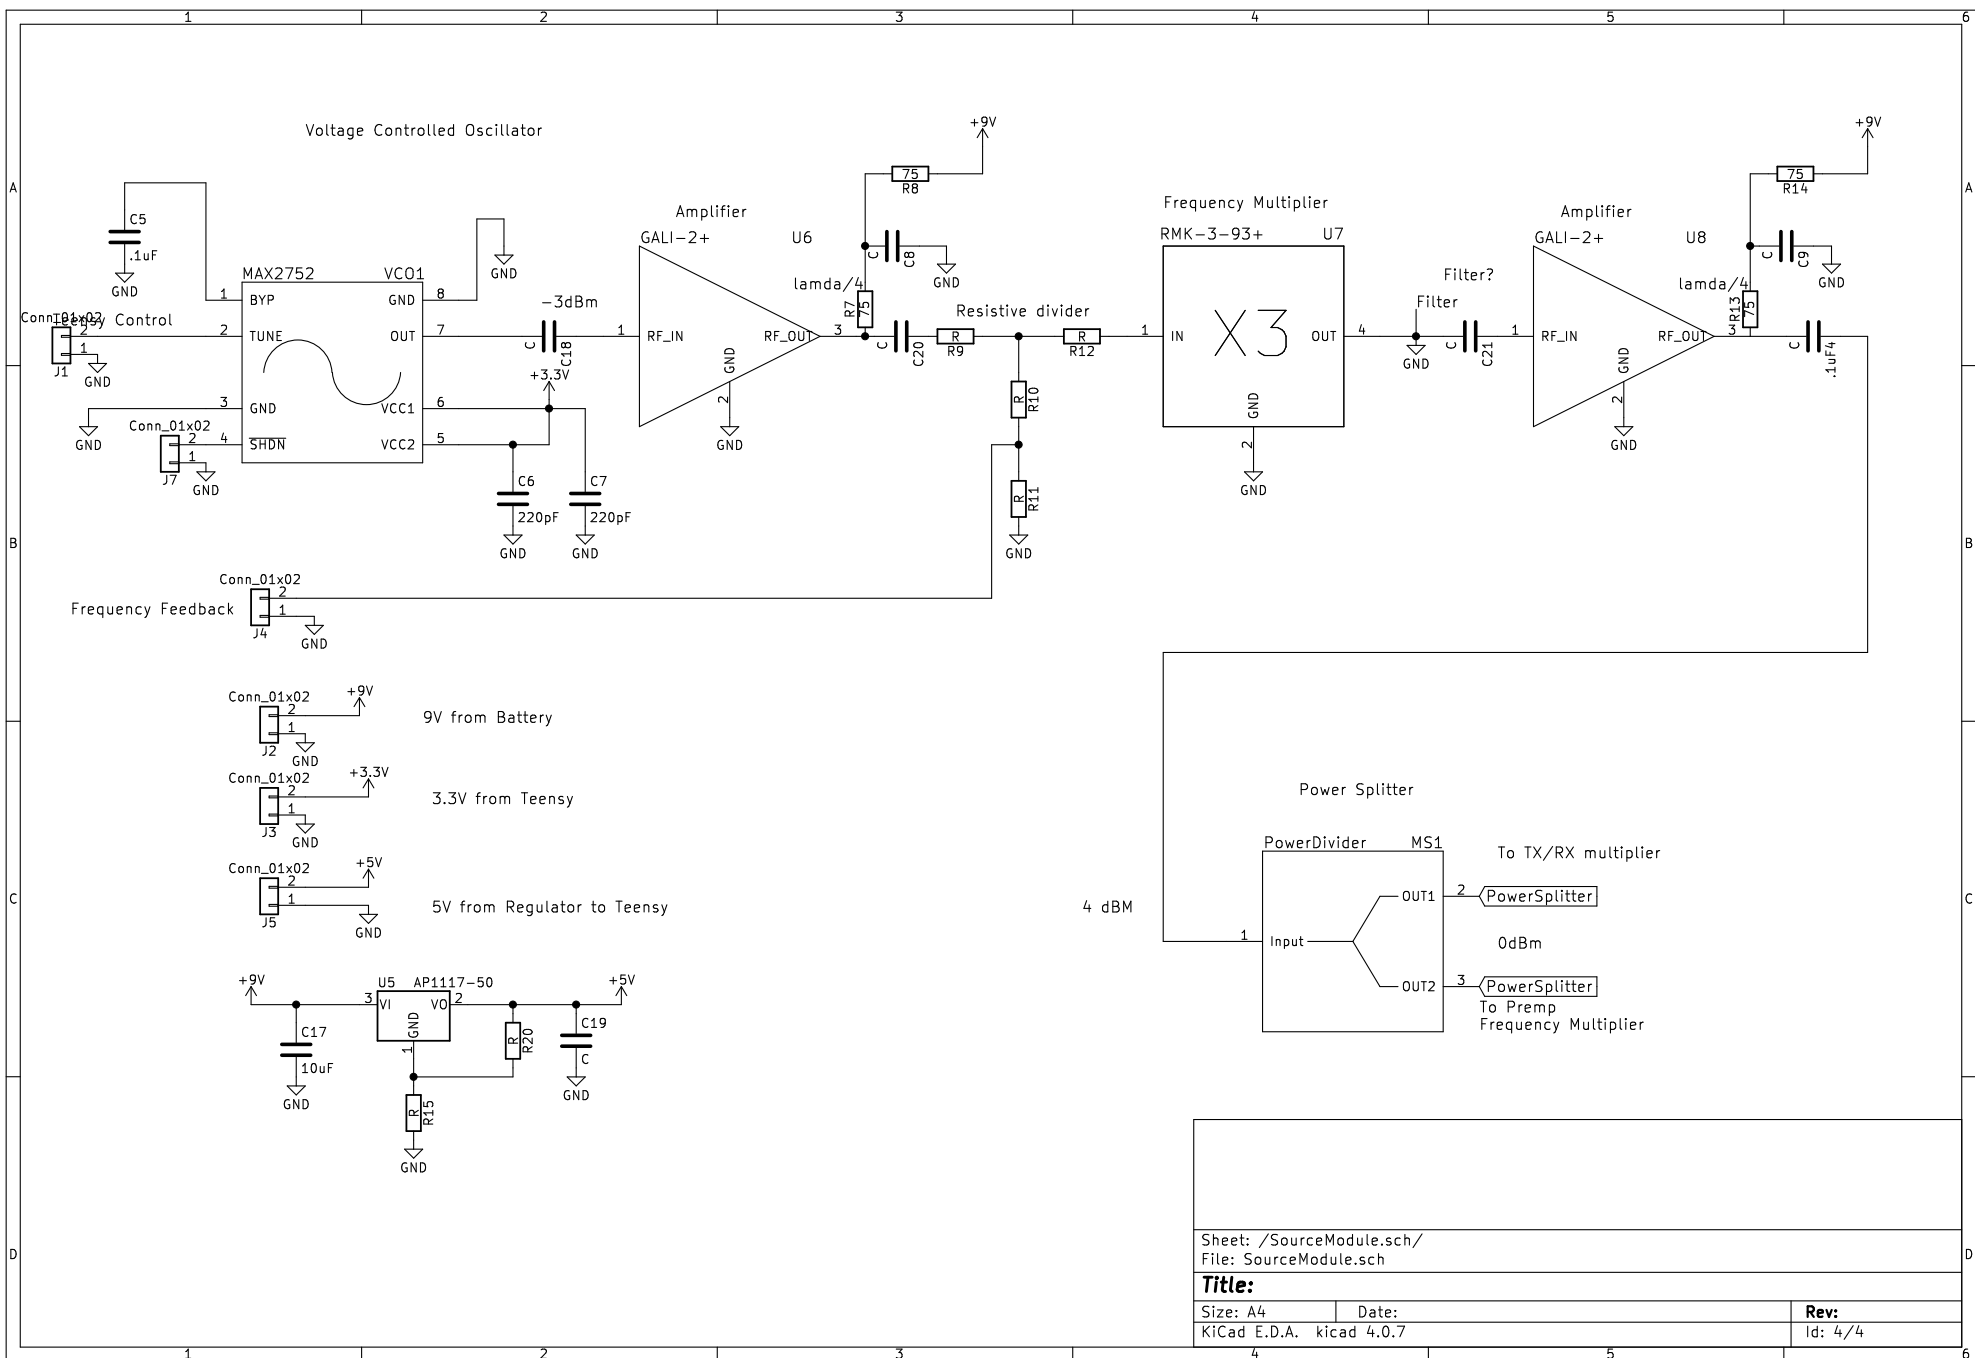 1 2 3 4 5 6
Voltage Controlled Oscillator
A
C5
.1uF
GND
MAX2752 VCO1
1 BYP
2 TUNE
3 GND
4 SHDN
GND 8
OUT 7
VCC1 6
VCC2 5
GND
Conn_01x02
Teensy Control
2
1
J1
GND
GND
Conn_01x02
2
1
J7
GND
-3dBm
C
C18
+3.3V
C6
220pF
GND
C7
220pF
GND
Amplifier
GALI-2+ U6
1 RF_IN
RF_OUT 3
GND
2
GND
+9V
75
R8
C
C8
GND
lamda/4
R7
75
C
C20
Resistive divider
R
R9
R
R12
R
R10
R
R11
GND
Frequency Multiplier
RMK-3-93+ U7
1 IN
X3
OUT 4
GND
2
GND
Filter?
Filter
GND
C
C21
Amplifier
GALI-2+ U8
1 RF_IN
RF_OUT 3
GND
2
GND
+9V
75
R14
C
C9
GND
lamda/4
R13
75
C
.1uF4
A
B
B
Frequency Feedback
Conn_01x02
2
1
J4
GND
Conn_01x02
2
1
J2
+9V
GND
9V from Battery
Conn_01x02
2
1
J3
+3.3V
GND
3.3V from Teensy
Conn_01x02
2
1
J5
+5V
GND
5V from Regulator to Teensy
C
C
+9V
C17
10uF
GND
U5 AP1117-50
3 VI
VO 2
GND
1
R
R20
C19
C
GND
+5V
R
R15
GND
Power Splitter
PowerDivider MS1
4 dBM
1 Input
OUT1 2
OUT2 3
To TX/RX multiplier
PowerSplitter
0dBm
PowerSplitter
To Premp
Frequency Multiplier
D
D
Sheet: /SourceModule.sch/
File: SourceModule.sch
Title:
Size: A4 Date: Rev:
KiCad E.D.A. kicad 4.0.7 Id: 4/4
1 2 3 4 5 6